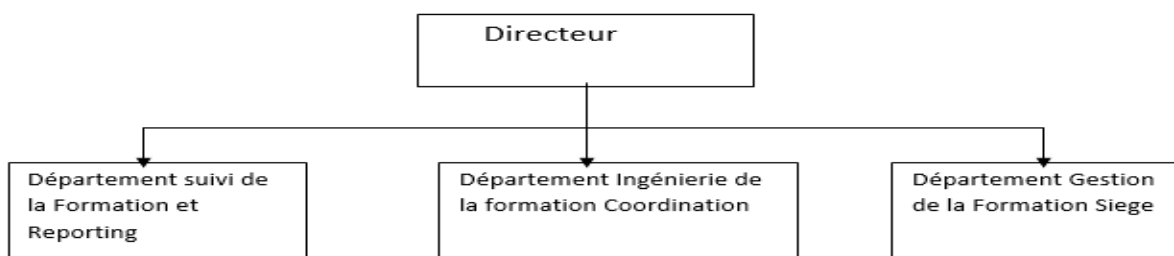 Directeur
Département suivi de
la Formation et
Reporting
Département Ingénierie de
la formation Coordination
Département Gestion
de la Formation Siege